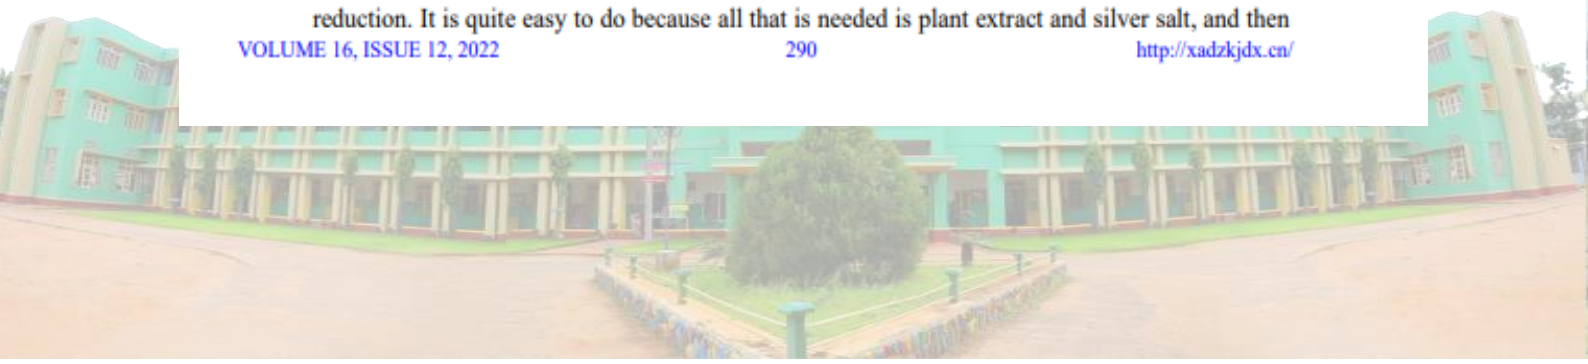 reduction. It is quite easy to do because all that is needed is plant extract and silver salt, and then
VOLUME 16, ISSUE 12, 2022 290 http://xadzkjdx.cn/